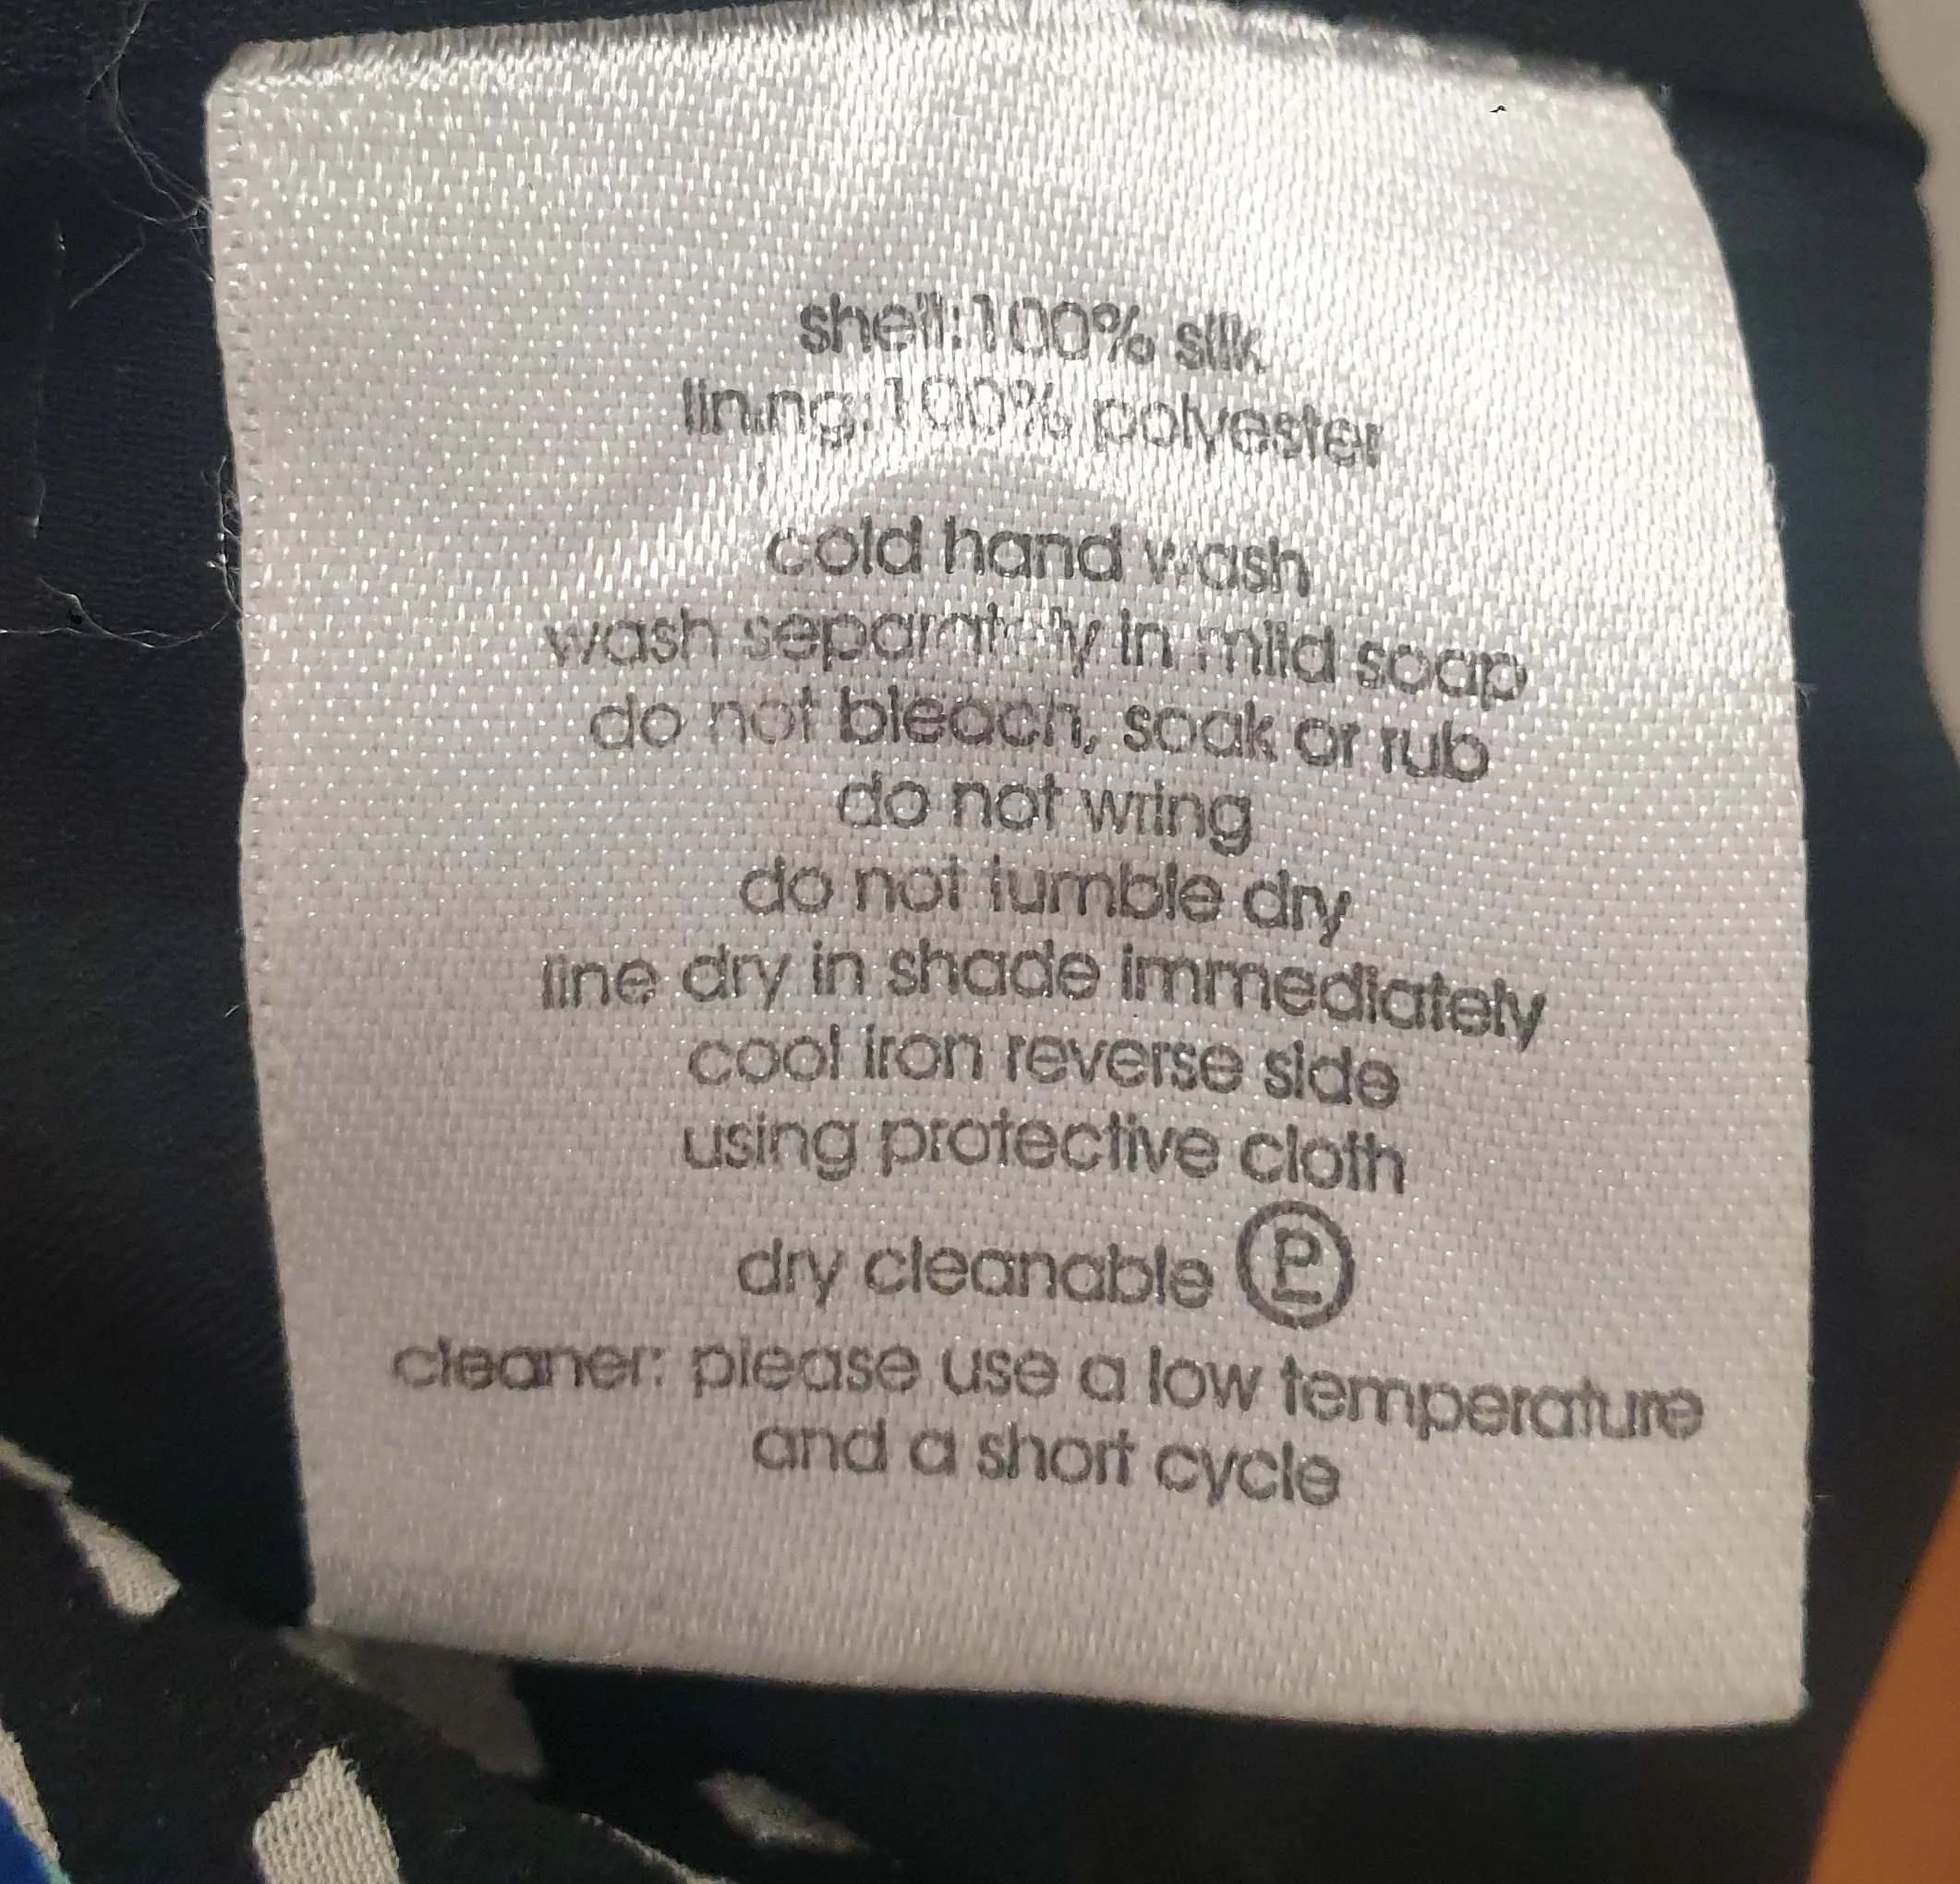 shell:100% silk
lining:100% polyester
cold hand wash
wash separately in mild soap
do not bleach, soak or rub
do not wring
do not tumble dry
line dry in shade immediately
cool iron reverse side
using protective cloth
dry cleanable P
cleaner: please use a low temperature
and a short cycle